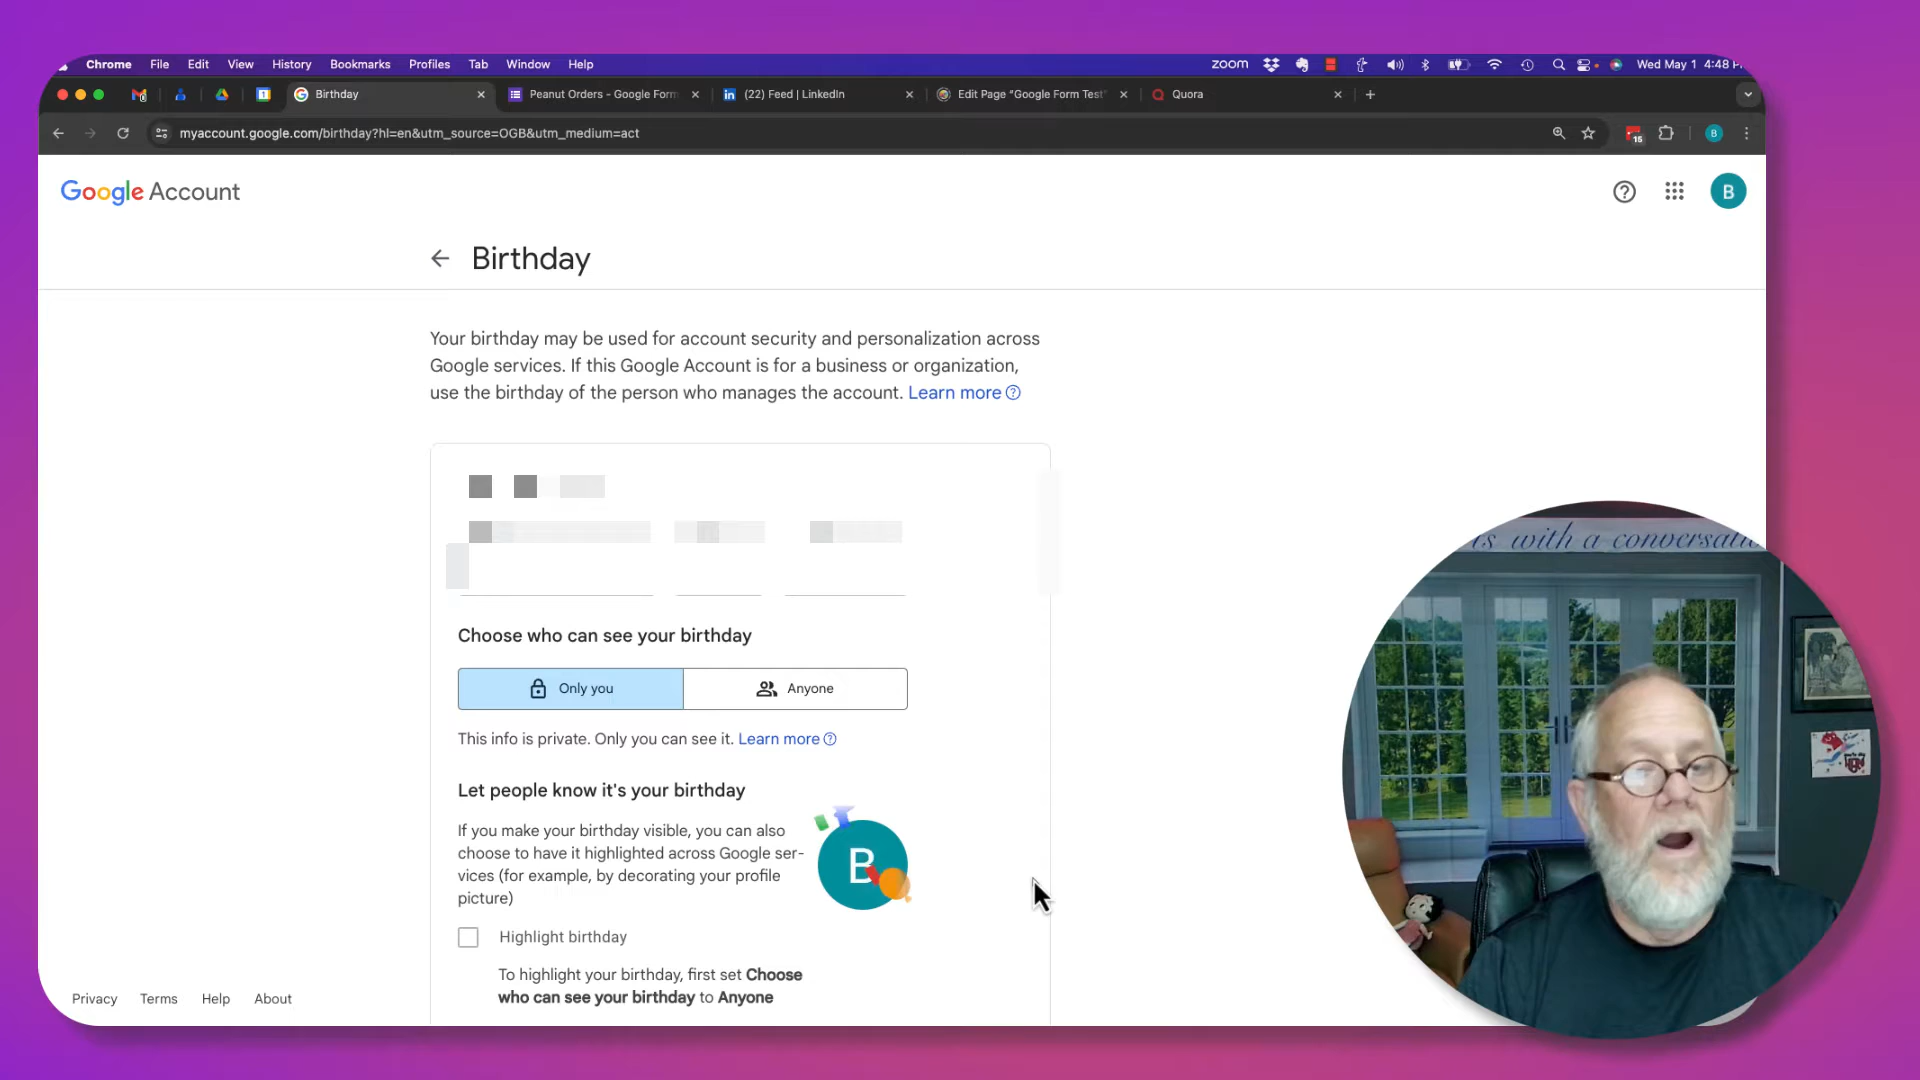 Chrome File Edit View History Bookmarks Profiles Tab Window Help zoom Wed May 1 4:48
Birthday Peanut Orders - Google Form (22) Feed | LinkedIn Edit Page “Google Form Test” Quora
myaccount.google.com/birthday?hl=en&utm_source=OGB&utm_medium=act 15 B
Google Account B
Birthday
Your birthday may be used for account security and personalization across
Google services. If this Google Account is for a business or organization,
use the birthday of the person who manages the account. Learn more
Choose who can see your birthday
Only you Anyone
This info is private. Only you can see it. Learn more
Let people know it's your birthday
If you make your birthday visible, you can also
choose to have it highlighted across Google ser-
vices (for example, by decorating your profile
picture)
B
Highlight birthday
To highlight your birthday, first set Choose
who can see your birthday to Anyone
Privacy Terms Help About
is with a conversatio